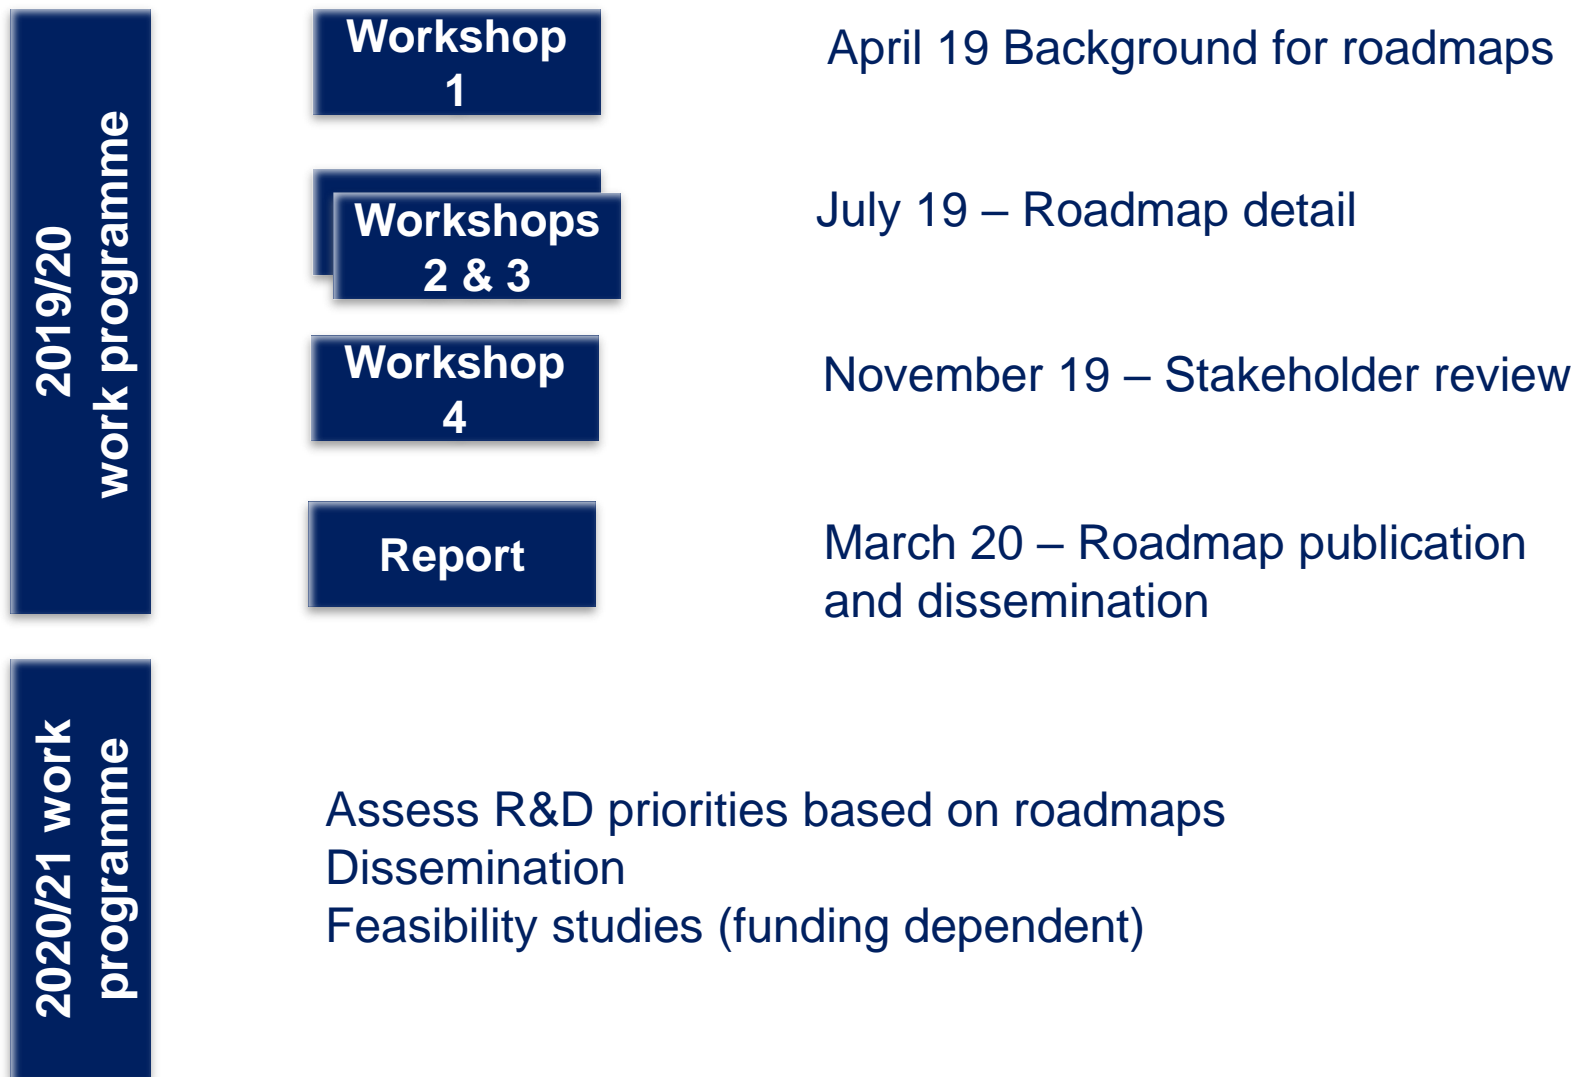 2019/20
work programme
Workshop
1
April 19 Background for roadmaps
Workshops
2 & 3
July 19 – Roadmap detail
Workshop
4
November 19 – Stakeholder review
Report
March 20 – Roadmap publication
and dissemination
2020/21 work
programme
Assess R&D priorities based on roadmaps
Dissemination
Feasibility studies (funding dependent)